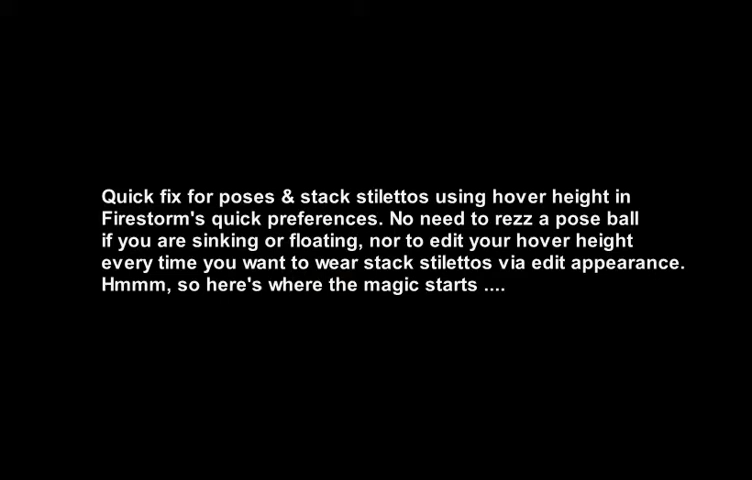 Quick fix for poses & stack stilettos using hover height in
Firestorm's quick preferences. No need to rezz a pose ball
if you are sinking or floating, nor to edit your hover height
every time you want to wear stack stilettos via edit appearance.
Hmmm, so here's where the magic starts ....